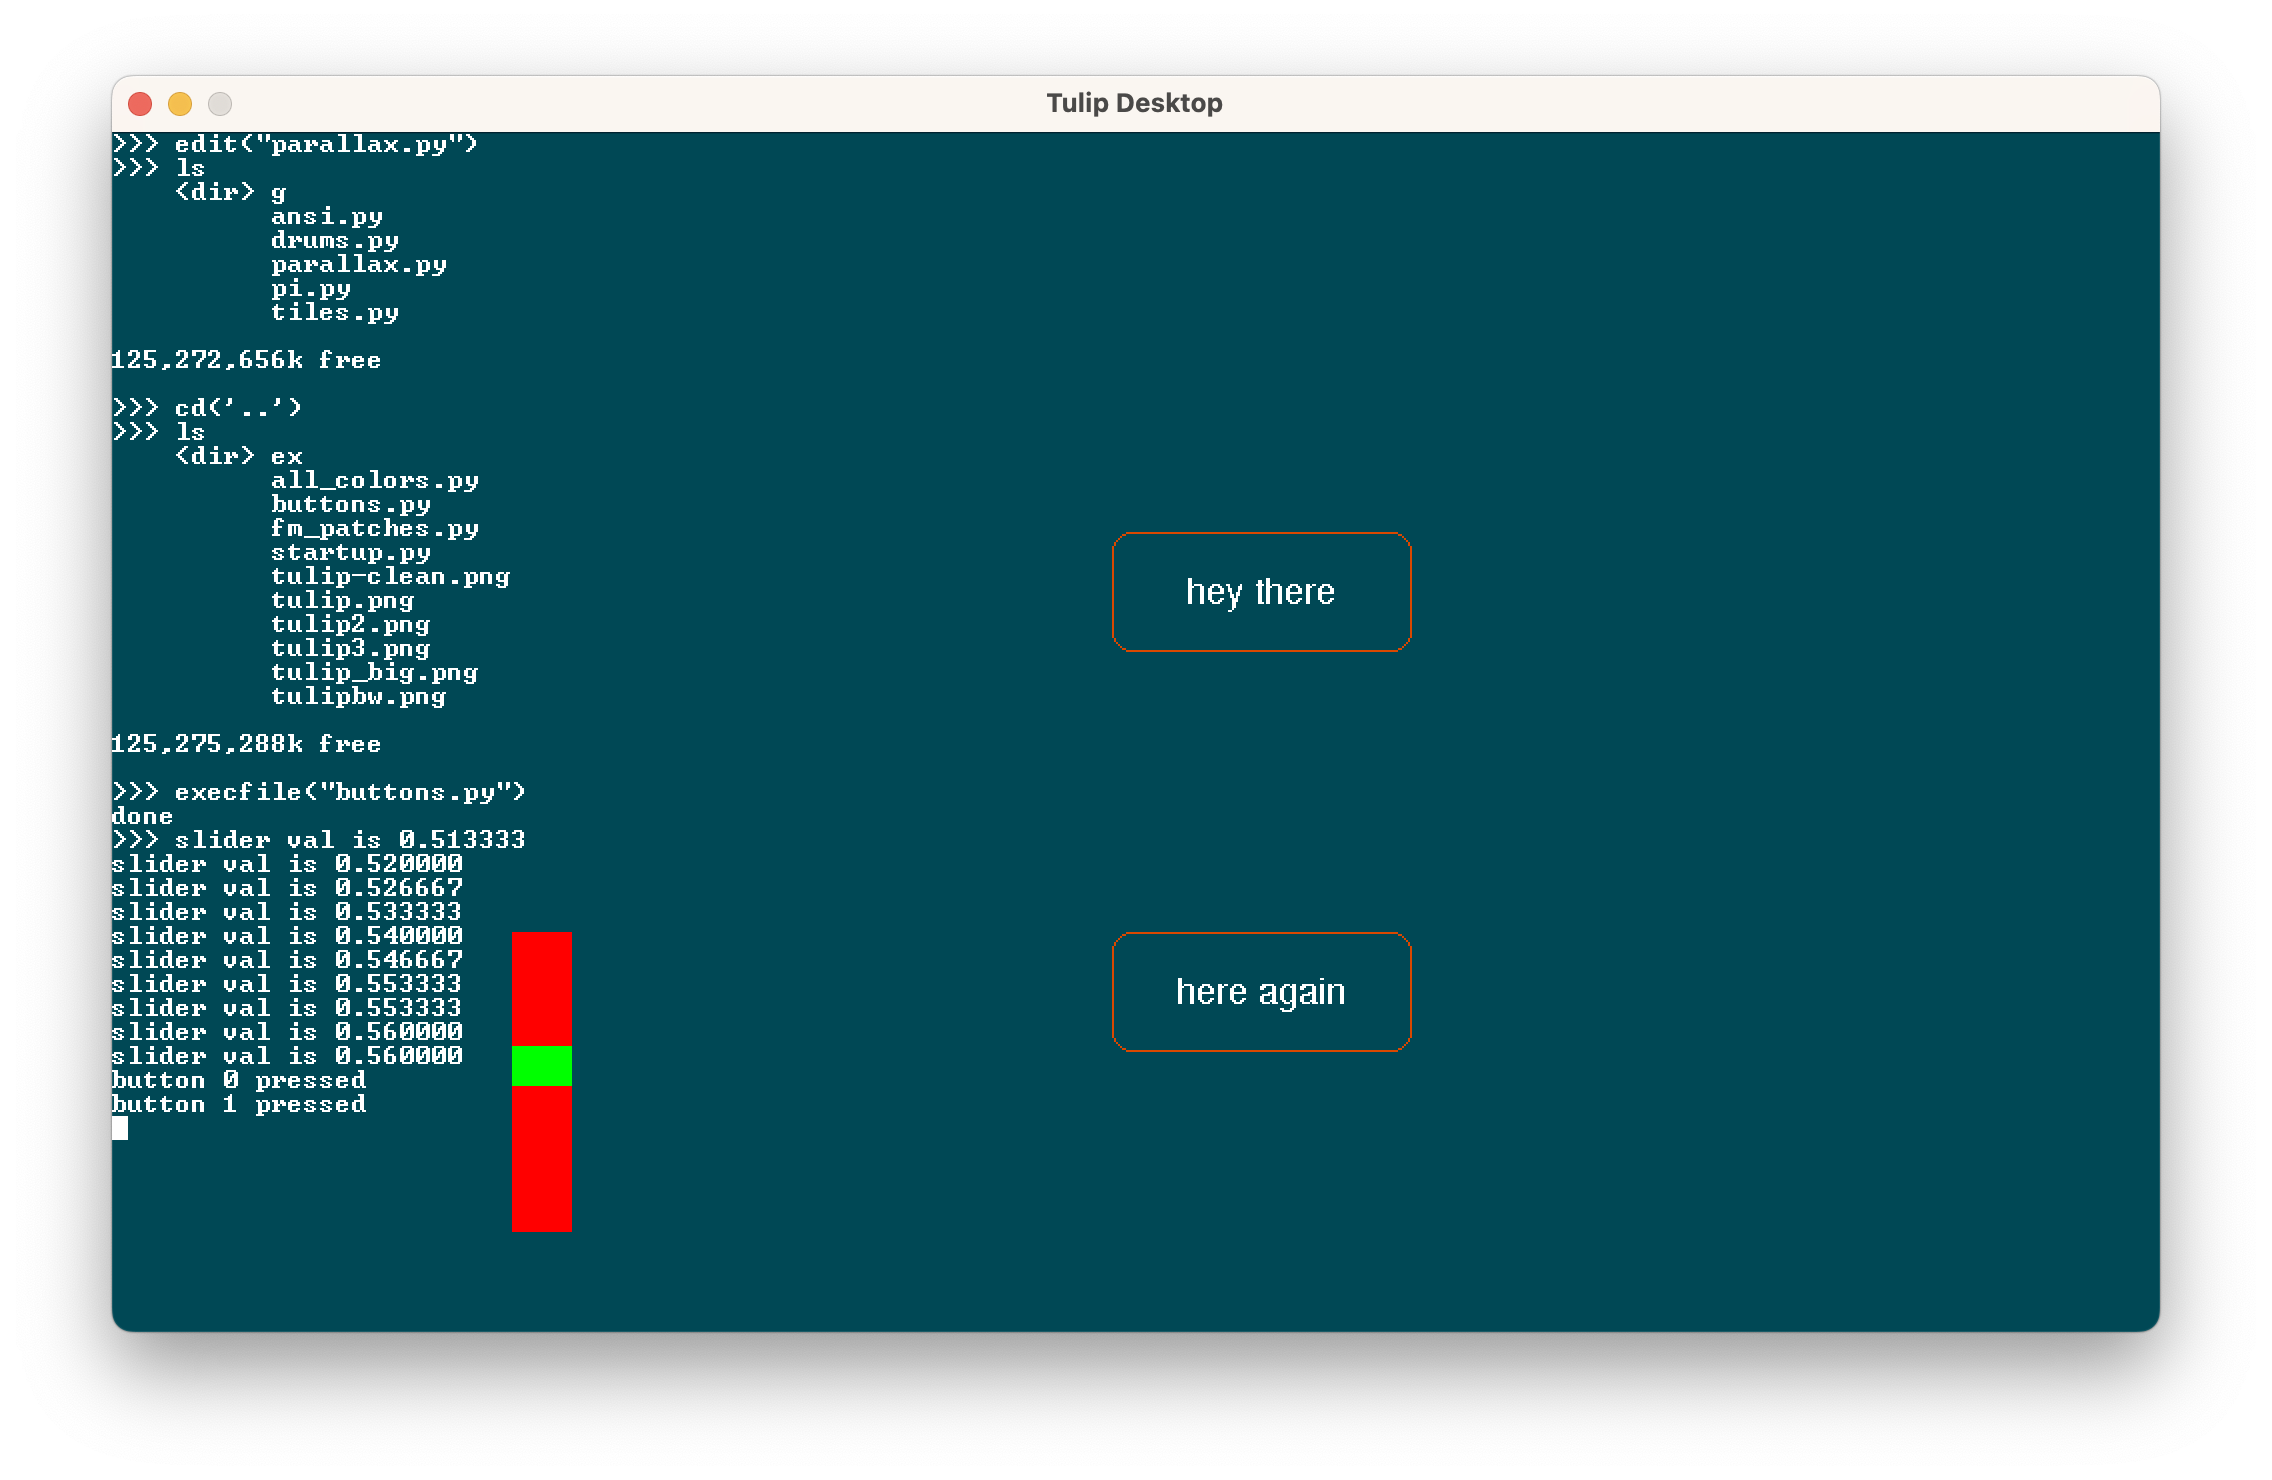 Tulip Desktop
>>> edit("parallax.py")
>>> ls
<dir> g
ansi.py
drums.py
parallax.py
pi.py
tiles.py
125,272,656k free
>>> cd('..')
>>> ls
<dir> ex
all_colors.py
buttons.py
fm_patches.py
startup.py
tulip-clean.png
tulip.png
tulip2.png
tulip3.png
tulip_big.png
tulipbw.png
125,275,288k free
>>> execfile("buttons.py")
done
>>> slider val is 0.513333
slider val is 0.520000
slider val is 0.526667
slider val is 0.533333
slider val is 0.540000
slider val is 0.546667
slider val is 0.553333
slider val is 0.553333
slider val is 0.560000
slider val is 0.560000
button 0 pressed
button 1 pressed
hey there
here again